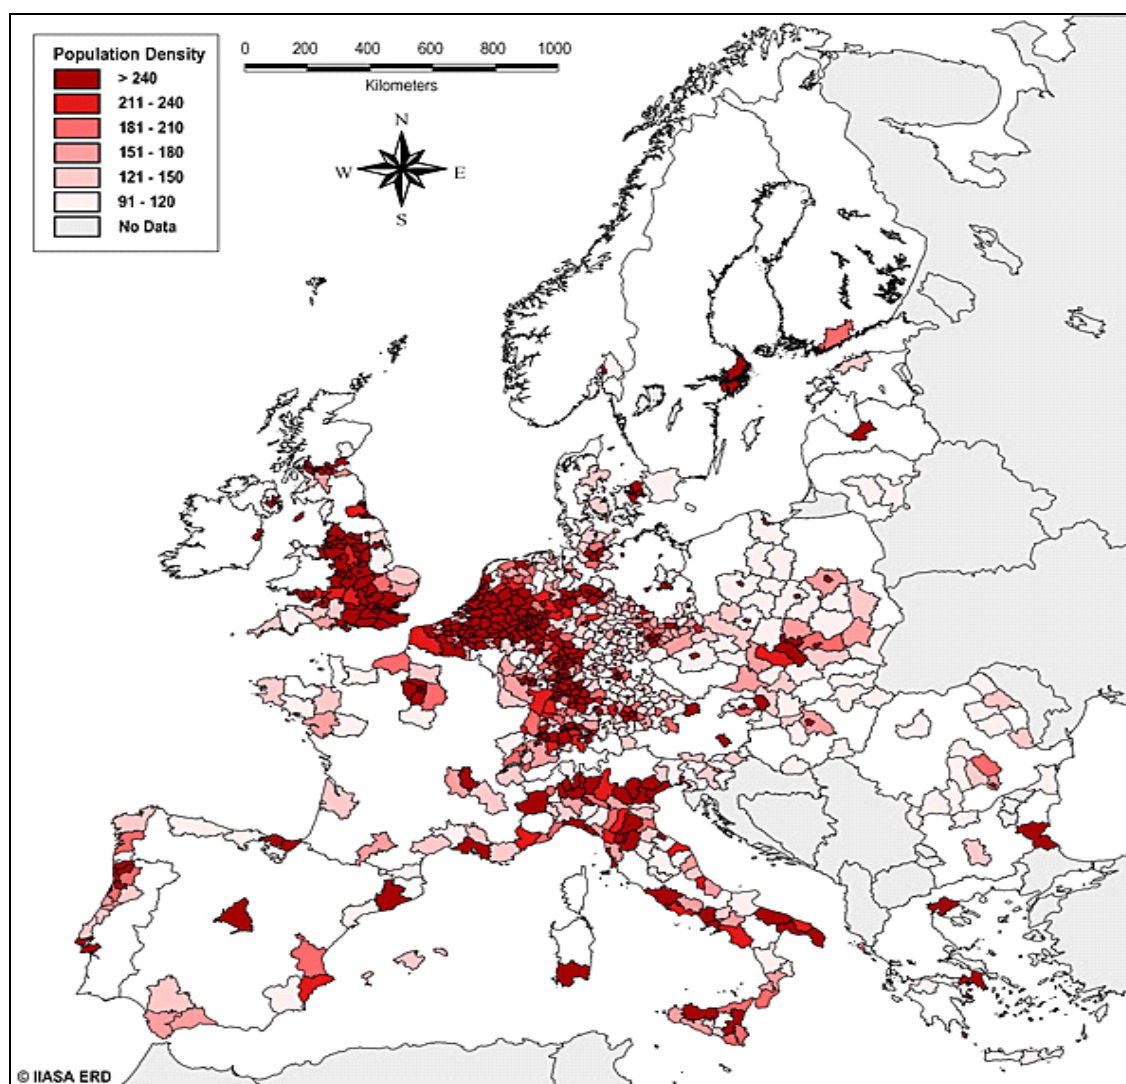 Population Density
> 240
211 - 240
181 - 210
151 - 180
121 - 150
91 - 120
No Data
0 200 400 600 800 1000
Kilometers
N
W E
S
© IIASA ERD